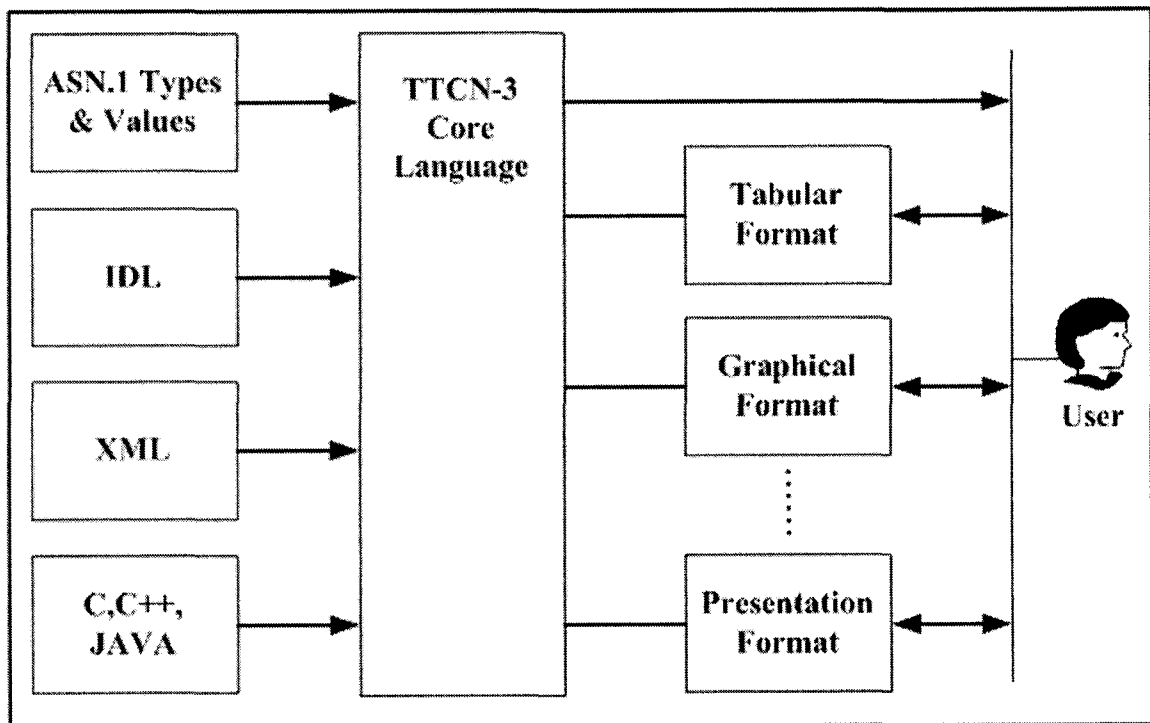 ASN.1 Types
& Values
IDL
XML
C,C++,
JAVA
TTCN-3
Core
Language
Tabular
Format
Graphical
Format
Presentation
Format
User